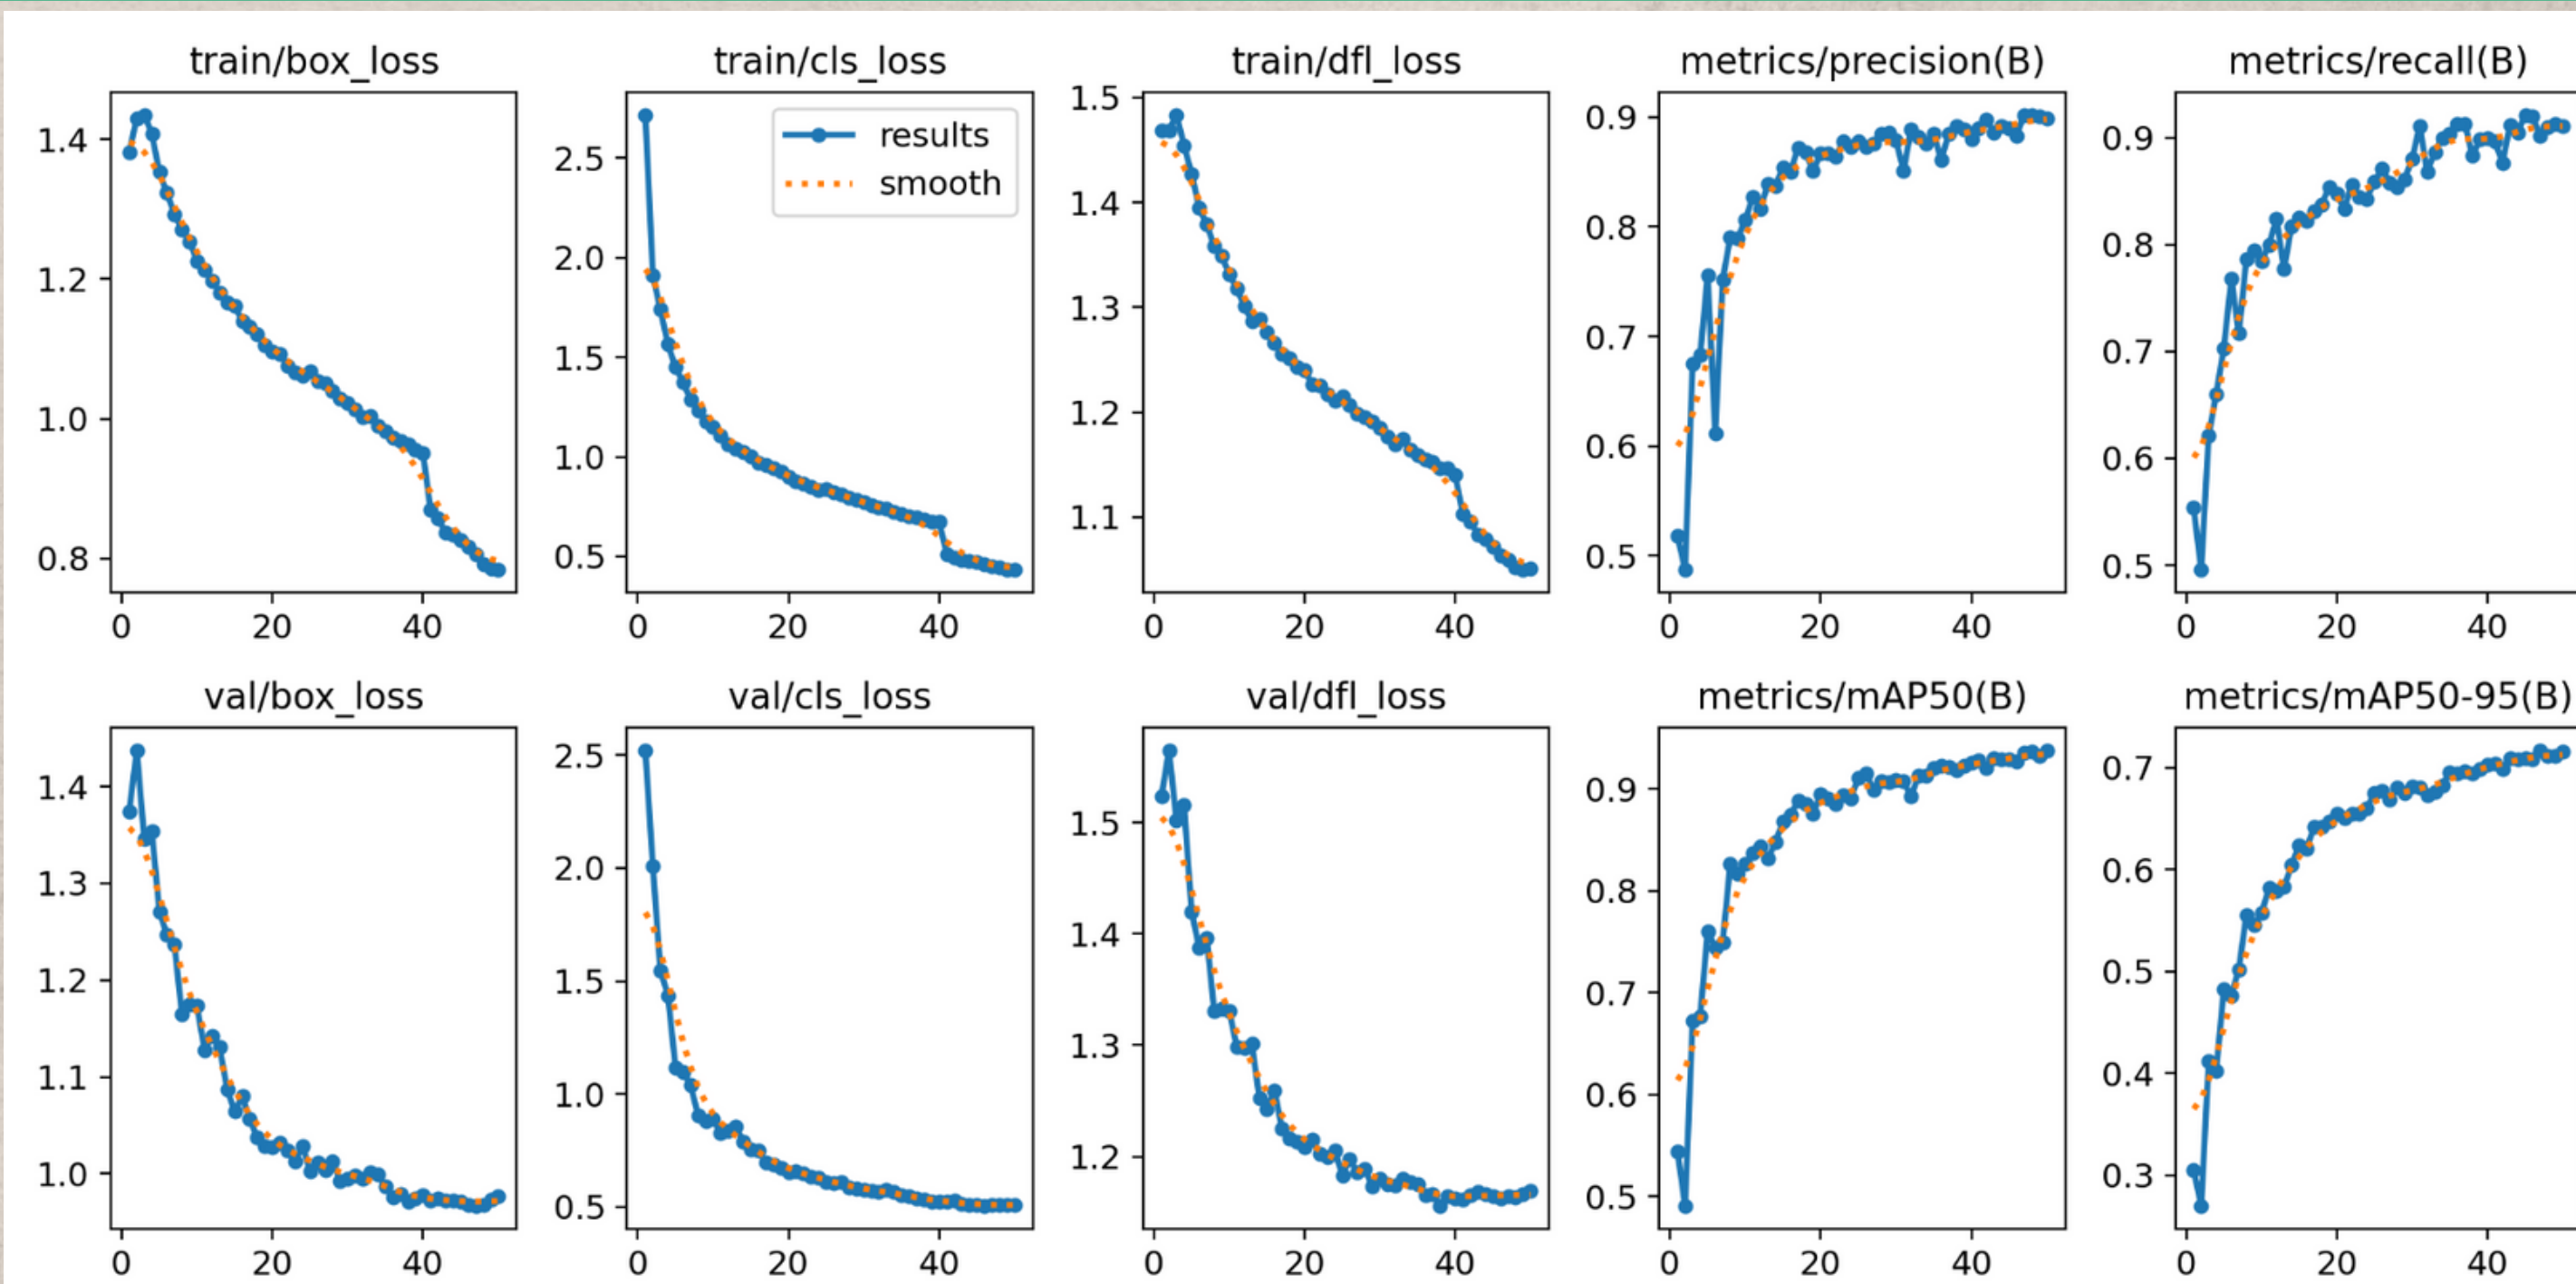 train/box_loss
train/cls_loss
train/dfl_loss
metrics/precision(B)
metrics/recall(B)
1.4
1.2
1.0
0.8
0 20 40
2.5
2.0
1.5
1.0
0.5
results
smooth
0 20 40
1.5
1.4
1.3
1.2
1.1
0 20 40
0.9
0.8
0.7
0.6
0.5
0 20 40
0.9
0.8
0.7
0.6
0.5
0 20 40
val/box_loss
val/cls_loss
val/dfl_loss
metrics/mAP50(B)
metrics/mAP50-95(B)
1.4
1.3
1.2
1.1
1.0
0 20 40
2.5
2.0
1.5
1.0
0.5
0 20 40
1.5
1.4
1.3
1.2
0 20 40
0.9
0.8
0.7
0.6
0.5
0 20 40
0.7
0.6
0.5
0.4
0.3
0 20 40